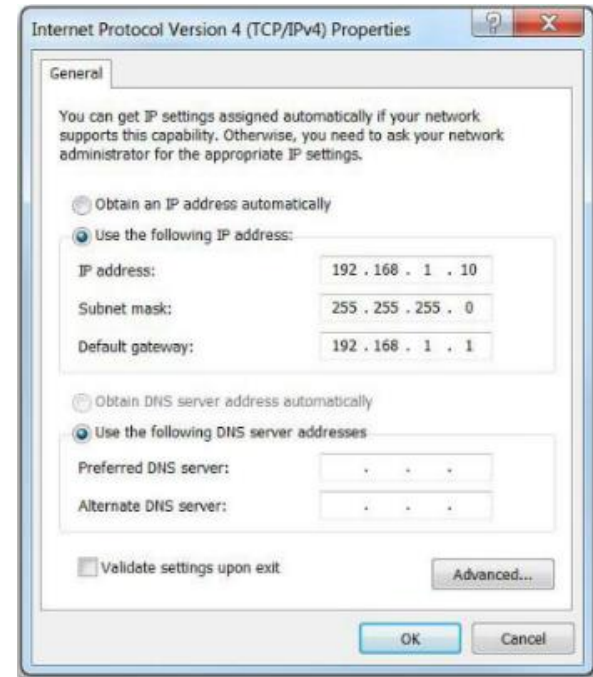 Internet Protocol Version 4 (TCP/IPv4) Properties
General
You can get IP settings assigned automatically if your network
supports this capability. Otherwise, you need to ask your network
administrator for the appropriate IP settings.
Obtain an IP address automatically
Use the following IP address:
IP address: 192 . 168 . 1 . 10
Subnet mask: 255 . 255 . 255 . 0
Default gateway: 192 . 168 . 1 . 1
Obtain DNS server address automatically
Use the following DNS server addresses
Preferred DNS server: . . .
Alternate DNS server: . . .
Validate settings upon exit
Advanced...
OK Cancel